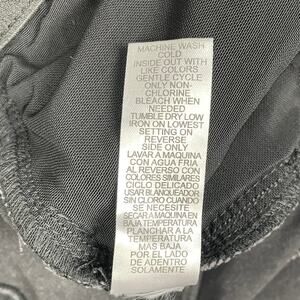 MACHINE WASH
COLD
INSIDE OUT WITH
LIKE COLORS
GENTLE CYCLE
ONLY NON-
CHLORINE
BLEACH WHEN
NEEDED
TUMBLE DRY LOW
IRON ON LOWEST
SETTING ON
REVERSE
SIDE ONLY
LAVAR A MAQUINA
CON AGUA FRIA
AL REVERSO CON
COLORES SIMILARES
CICLO DELICADO
USAR BLANQUEADOR
SIN CLORO CUANDO
SE NECESITE
SECAR A MAQUINA EN
BAJA TEMPERATURA
PLANCHAR A LA
TEMPERATURA
MAS BAJA
POR EL LADO
DE ADENTRO
SOLAMENTE